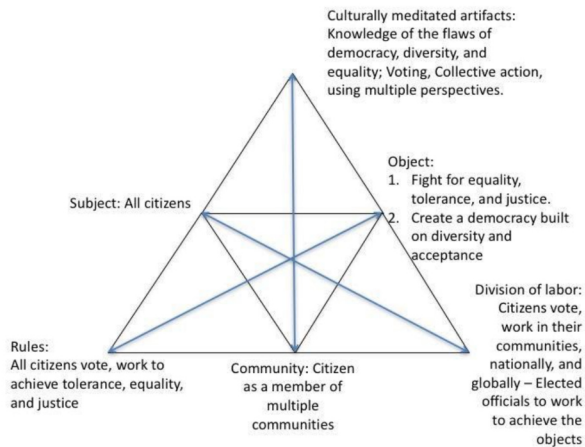 Culturally meditated artifacts:
Knowledge of the flaws of
democracy, diversity, and
equality; Voting, Collective action,
using multiple perspectives.
Object:
1. Fight for equality,
tolerance, and justice.
2. Create a democracy built
on diversity and
acceptance
Subject: All citizens
Division of labor:
Citizens vote,
work in their
communities,
nationally, and
globally – Elected
officials to work
to achieve the
objects
Rules:
All citizens vote, work to
achieve tolerance, equality,
and justice
Community: Citizen
as a member of
multiple
communities